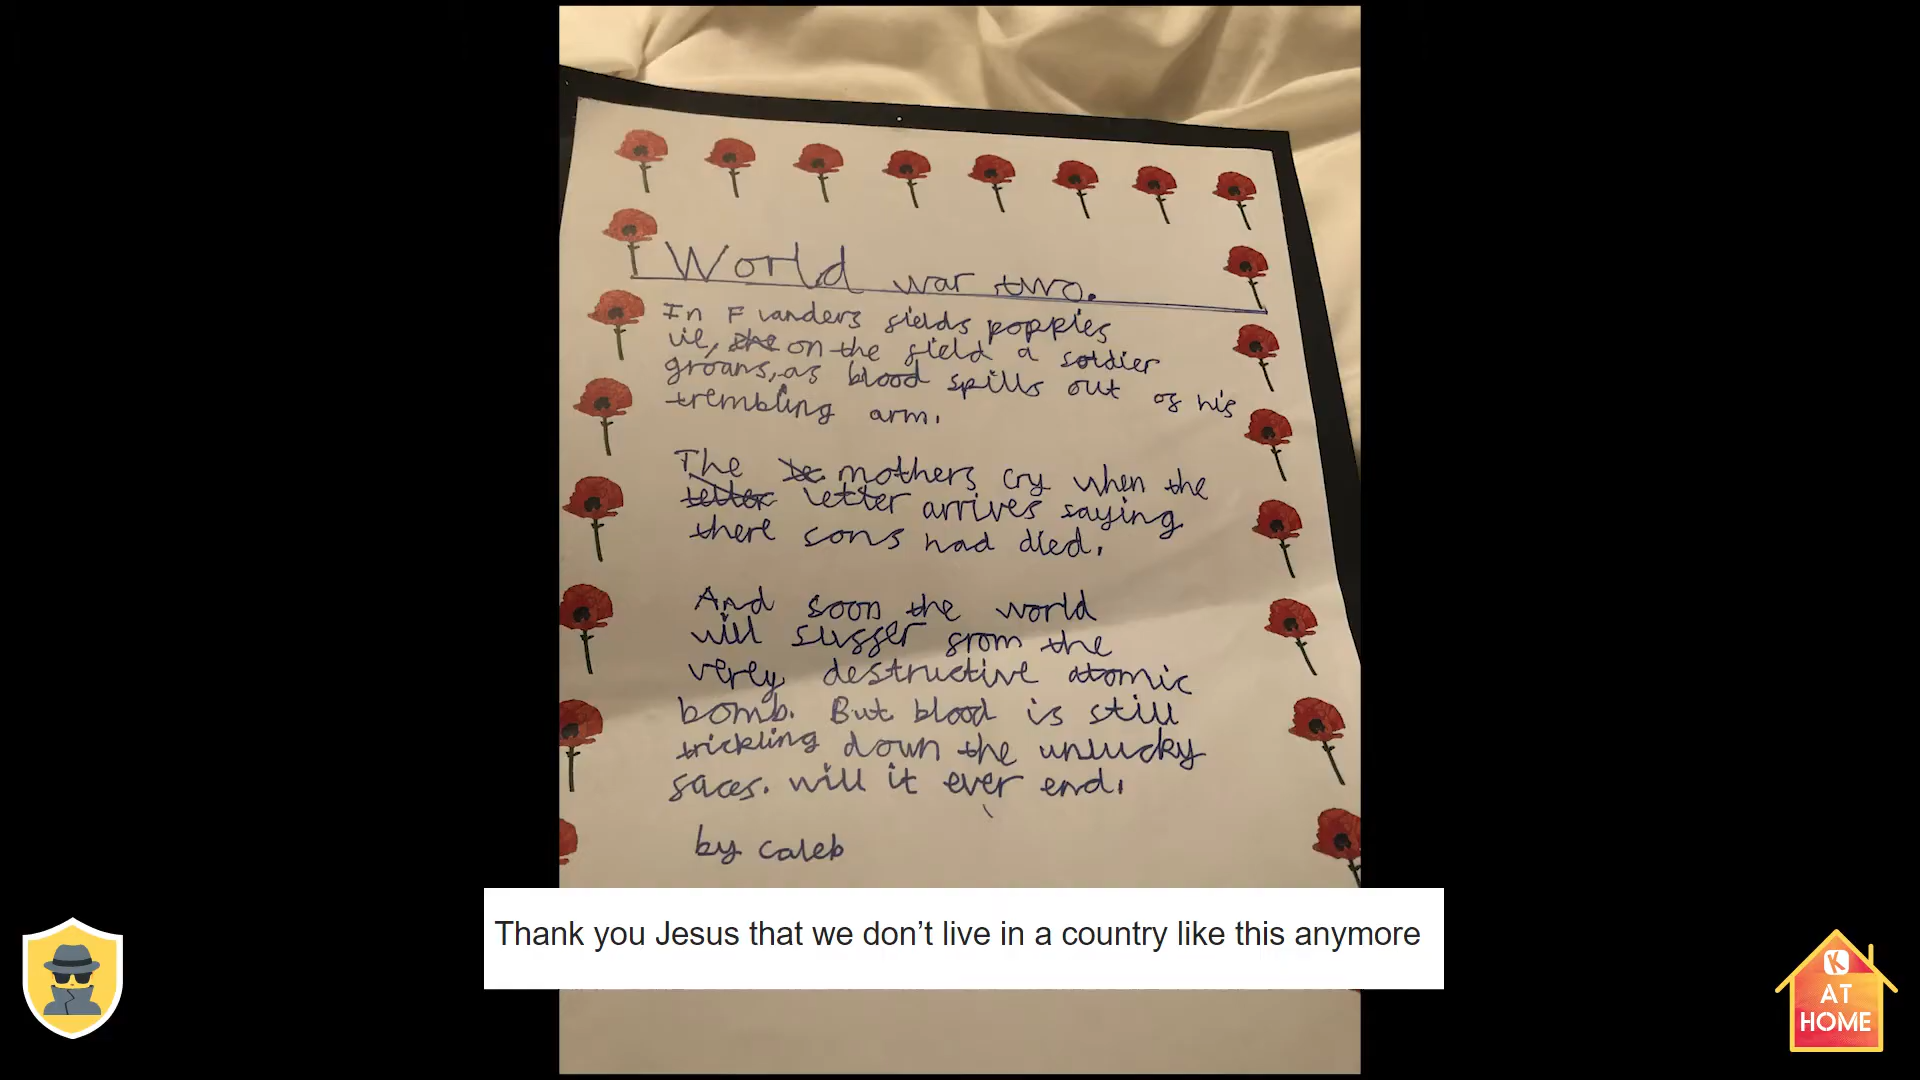 World war two.
In Flanders fields poppies
lie, the on the field a soldier
groans, as blood spills out of his
trembling arm.
The mothers cry when the
letter letter arrives saying
there sons had died.
And soon the world
will suffer from the
verey destructive atomic
bomb. But blood is still
trickling down the unlucky
faces. will it ever end.
by caleb
Thank you Jesus that we don’t live in a country like this anymore
K
AT
HOME